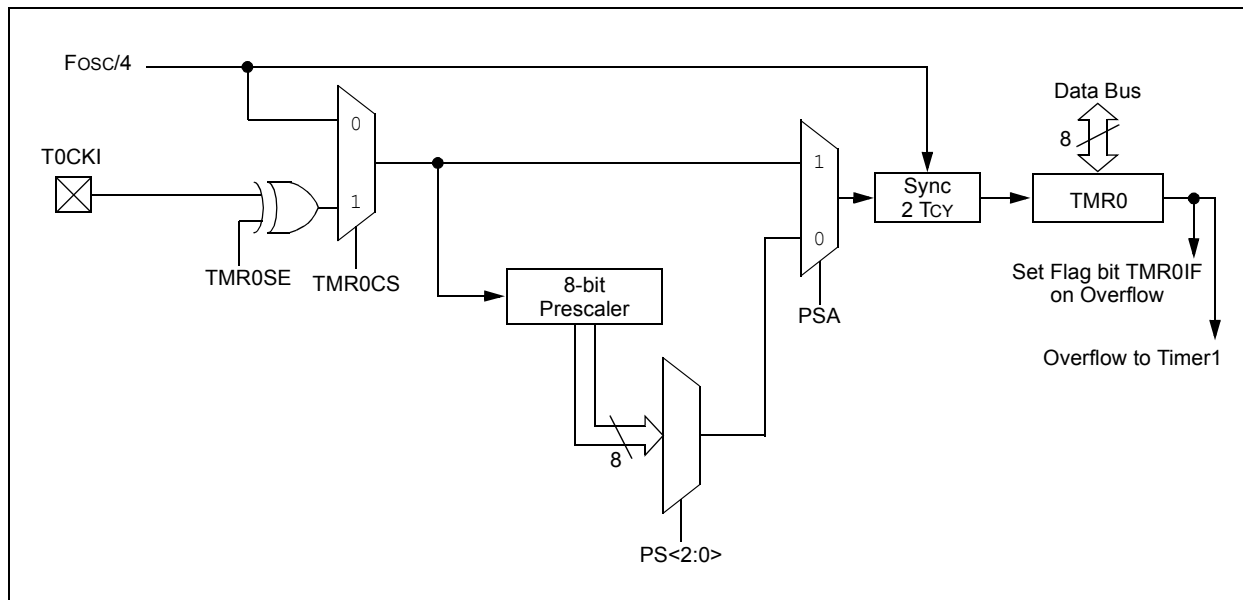 FOSC/4
Data Bus
8
T0CKI
0
1
1
0
Sync
2 TCY
TMR0
TMR0SE
TMR0CS
8-bit
Prescaler
PSA
Set Flag bit TMR0IF
on Overflow
Overflow to Timer1
8
PS<2:0>